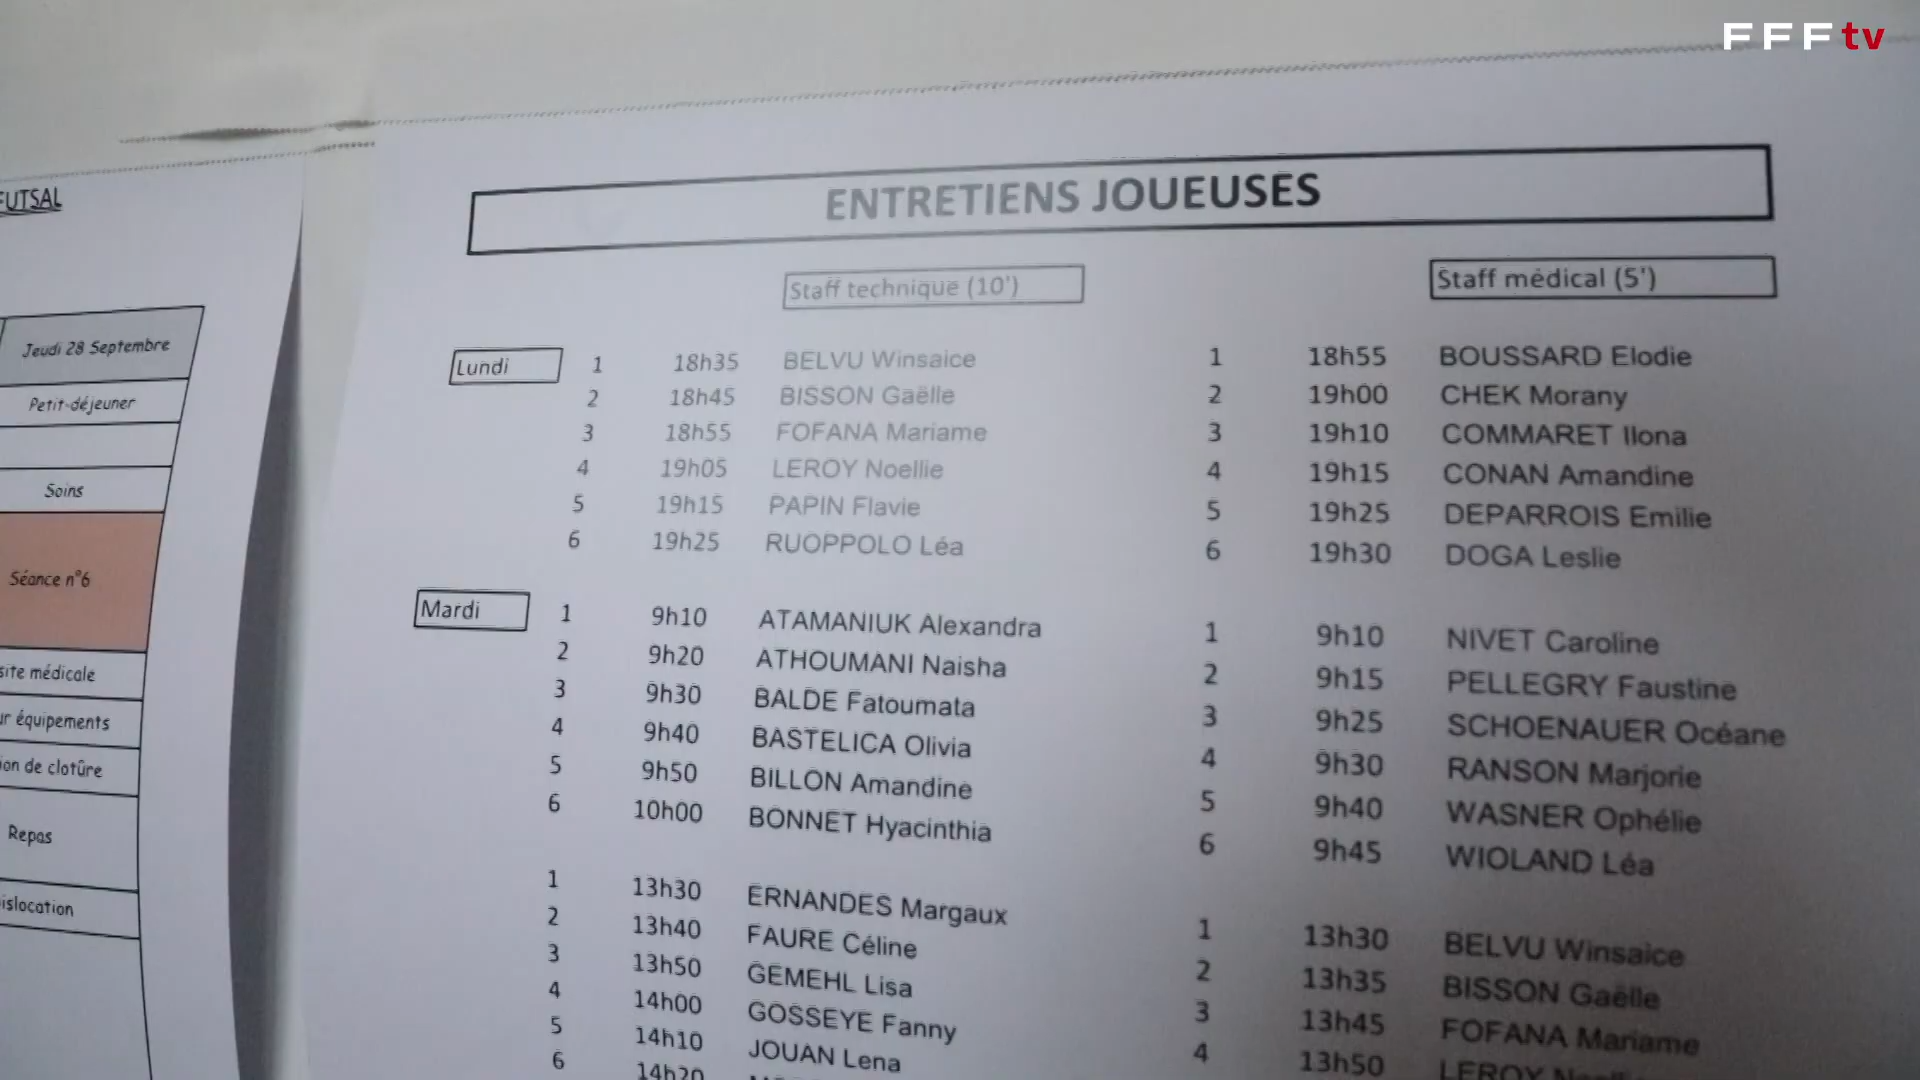 FFFtv
FUTSAL
Jeudi 28 Septembre
Petit-déjeuner
Soins
Séance n°6
site médicale
ur équipements
ion de clotûre
Repas
islocation
ENTRETIENS JOUEUSES
Staff technique (10') Staff médical (5')
Lundi 1 18h35 BELVU Winsaice 1 18h55 BOUSSARD Elodie
2 18h45 BISSON Gaëlle 2 19h00 CHEK Morany
3 18h55 FOFANA Mariame 3 19h10 COMMARET Ilona
4 19h05 LEROY Noellie 4 19h15 CONAN Amandine
5 19h15 PAPIN Flavie 5 19h25 DEPARROIS Emilie
6 19h25 RUOPPOLO Léa 6 19h30 DOGA Leslie
Mardi 1 9h10 ATAMANIUK Alexandra 1 9h10 NIVET Caroline
2 9h20 ATHOUMANI Naisha 2 9h15 PELLEGRY Faustine
3 9h30 BALDE Fatoumata 3 9h25 SCHOENAUER Océane
4 9h40 BASTELICA Olivia 4 9h30 RANSON Marjorie
5 9h50 BILLON Amandine 5 9h40 WASNER Ophélie
6 10h00 BONNET Hyacinthia 6 9h45 WIOLAND Léa
1 13h30 ERNANDES Margaux 1 13h30 BELVU Winsaice
2 13h40 FAURE Céline 2 13h35 BISSON Gaëlle
3 13h50 GEMEHL Lisa 3 13h45 FOFANA Mariame
4 14h00 GOSSEYE Fanny 4 13h50 LEROY
5 14h10 JOUAN Lena
6 14h20